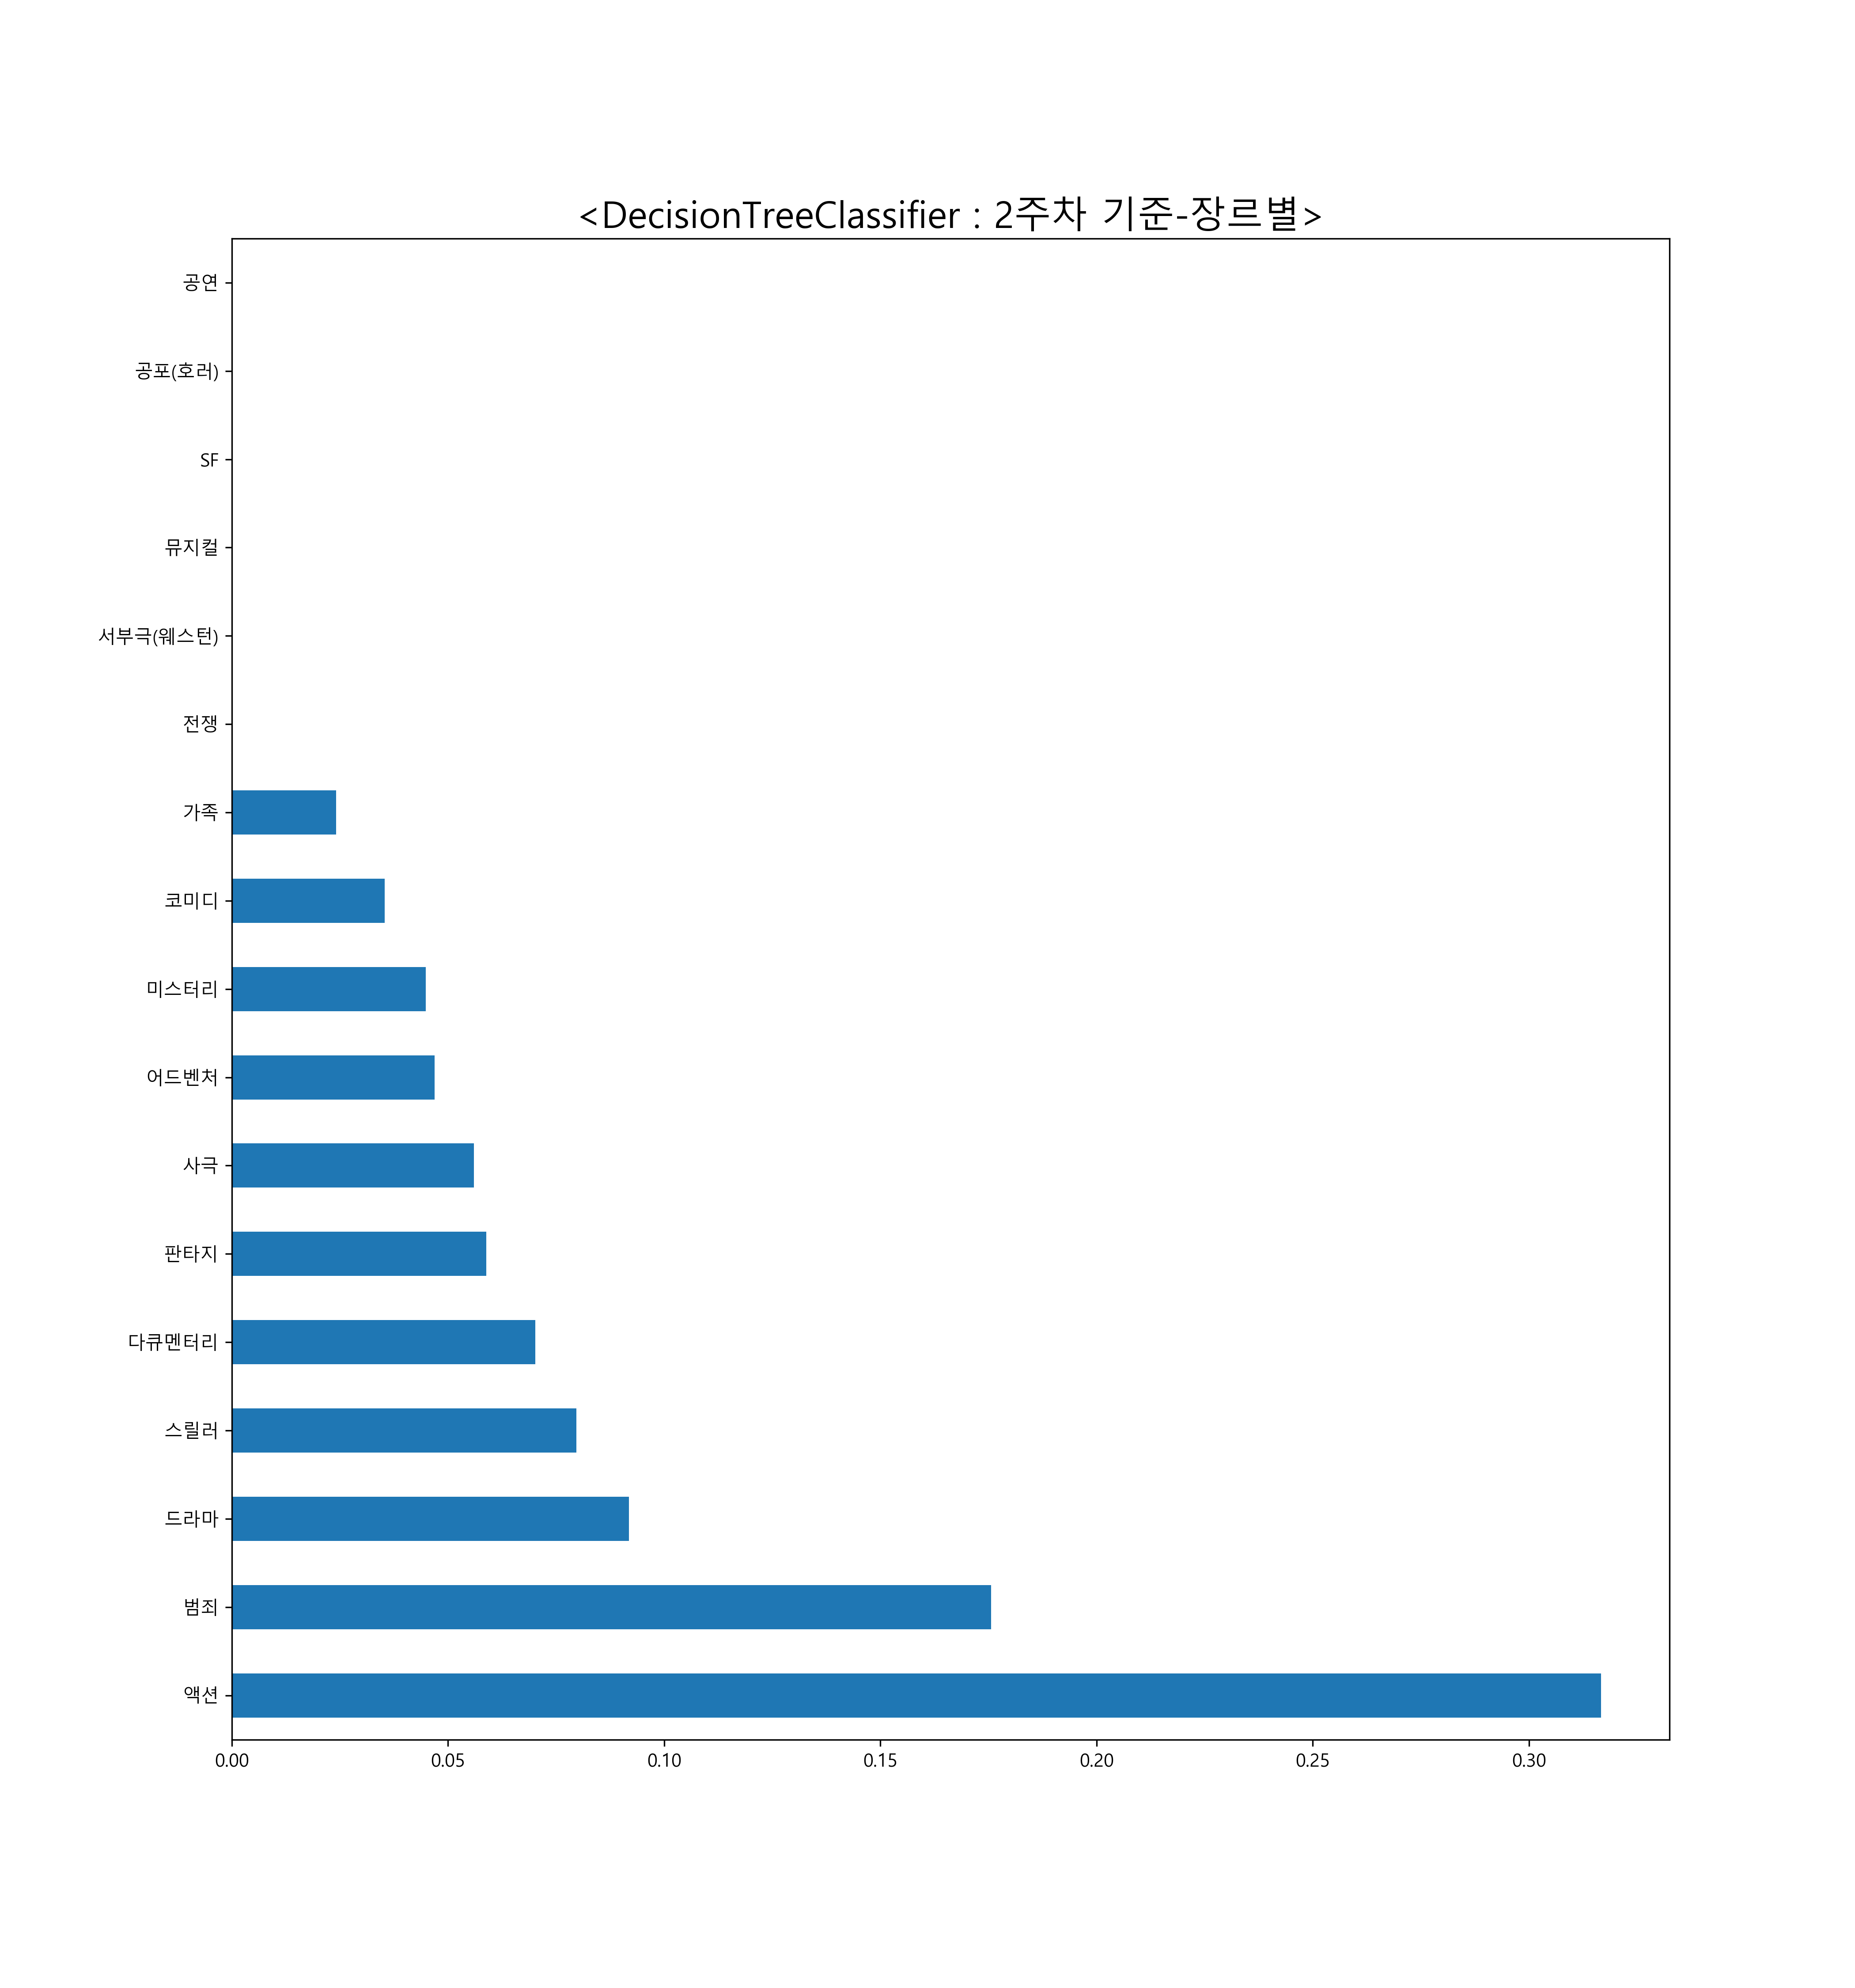 <DecisionTreeClassifier : 2주차 기준-장르별>
공연
공포(호러)
SF
뮤지컬
서부극(웨스턴)
전쟁
가족
코미디
미스터리
어드벤처
사극
판타지
다큐멘터리
스릴러
드라마
범죄
액션
0.00 0.05 0.10 0.15 0.20 0.25 0.30